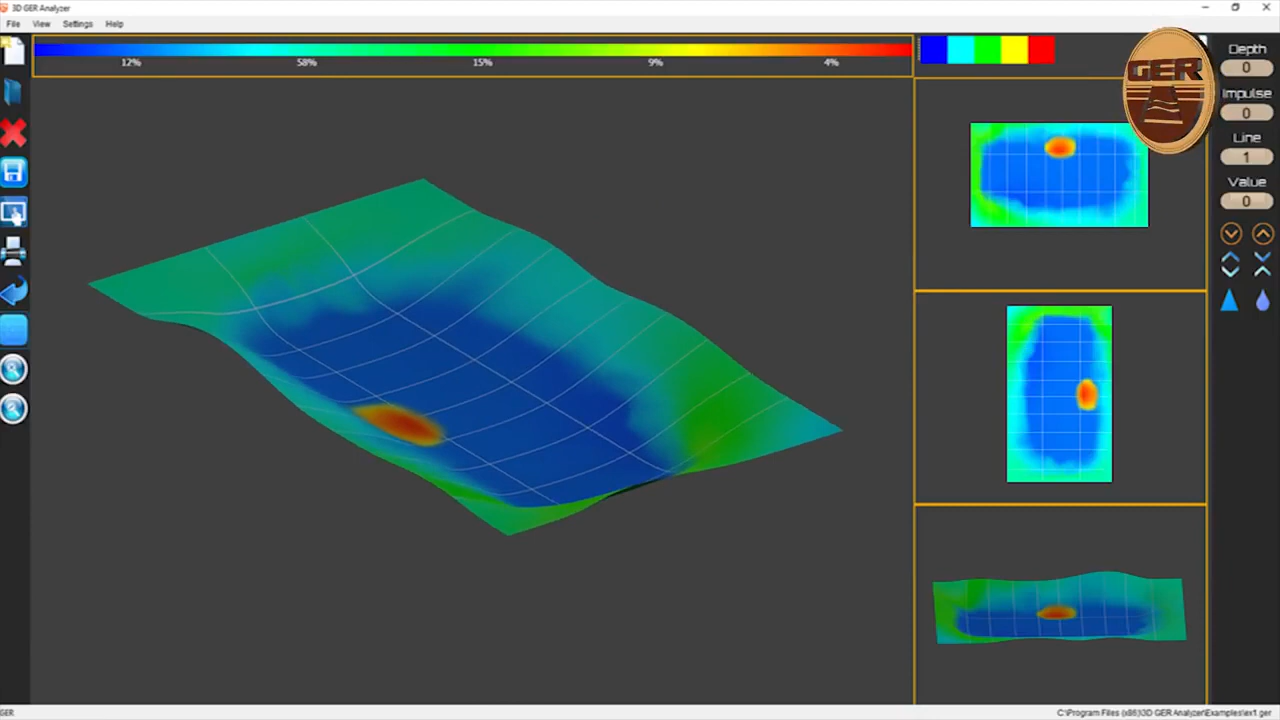 3D GER Analyzer
File View Settings Help
12% 58% 15% 9% 4%
GER
Depth
0
Impulse
0
Line
1
Value
0
GER
C:\Program Files (x86)\3D GER Analyzer\Examples\ex1.ger